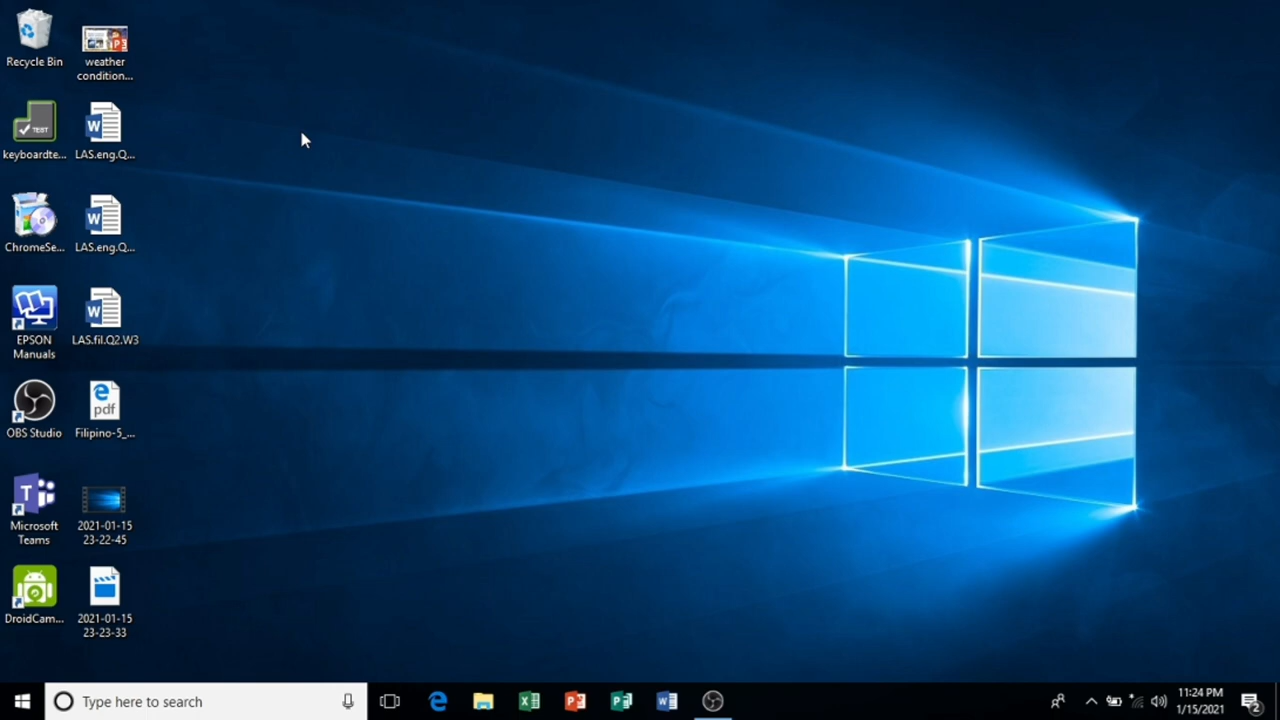 Recycle Bin
weather
condition...
TEST
keyboardte...
W
LAS.eng.Q...
ChromeSe...
W
LAS.eng.Q...
EPSON
Manuals
W
LAS.fil.Q2.W3
OBS Studio
pdf
Filipino-5_...
T
Microsoft
Teams
2021-01-15
23-22-45
DroidCam...
2021-01-15
23-23-33
Type here to search
11:24 PM
1/15/2021
2